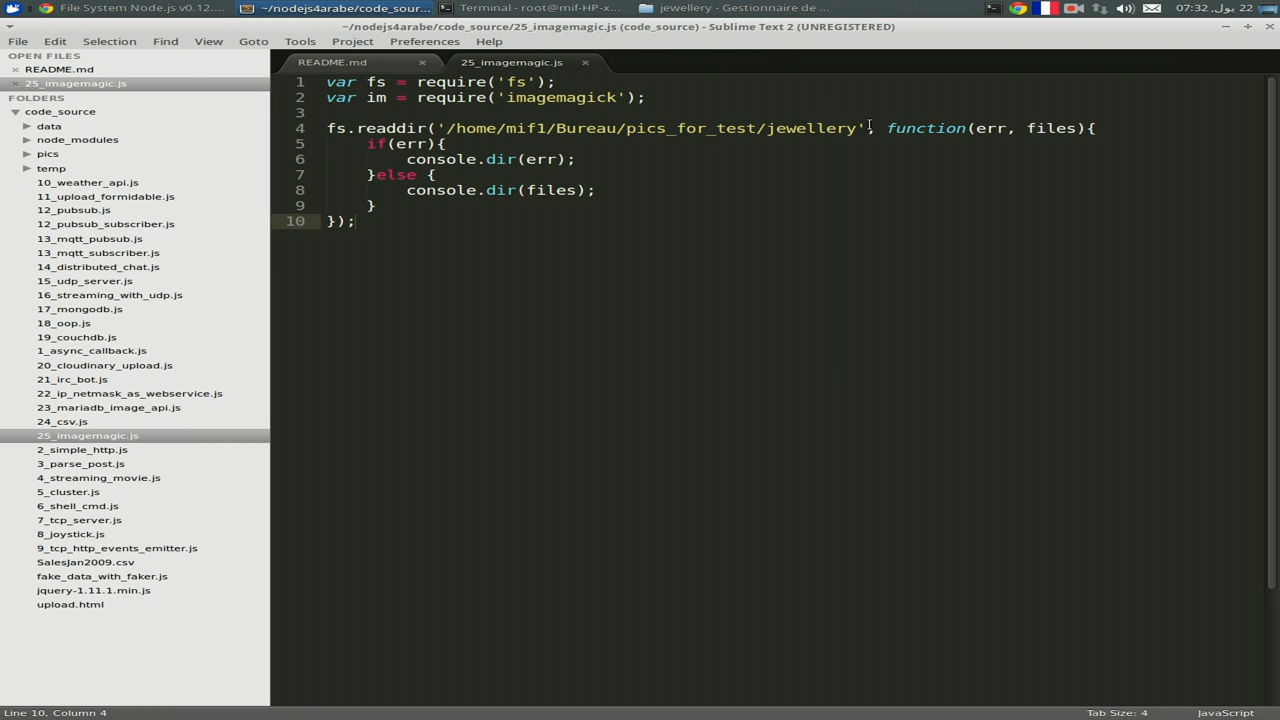 File System Node.js v0.12....
~/nodejs4arabe/code_sour...
Terminal - root@mif-HP-x...
jewellery - Gestionnaire de ...
07:32 ,22 بول
~/nodejs4arabe/code_source/25_imagemagic.js (code_source) - Sublime Text 2 (UNREGISTERED)
File Edit Selection Find View Goto Tools Project Preferences Help
OPEN FILES
README.md
25_imagemagic.js
FOLDERS
code_source
data
node_modules
pics
temp
10_weather_api.js
11_upload_formidable.js
12_pubsub.js
12_pubsub_subscriber.js
13_mqtt_pubsub.js
13_mqtt_subscriber.js
14_distributed_chat.js
15_udp_server.js
16_streaming_with_udp.js
17_mongodb.js
18_oop.js
19_couchdb.js
1_async_callback.js
20_cloudinary_upload.js
21_irc_bot.js
22_ip_netmask_as_webservice.js
23_mariadb_image_api.js
24_csv.js
25_imagemagic.js
2_simple_http.js
3_parse_post.js
4_streaming_movie.js
5_cluster.js
6_shell_cmd.js
7_tcp_server.js
8_joystick.js
9_tcp_http_events_emitter.js
SalesJan2009.csv
fake_data_with_faker.js
jquery-1.11.1.min.js
upload.html
README.md
25_imagemagic.js
1 var fs = require('fs');
2 var im = require('imagemagick');
3
4 fs.readdir('/home/mif1/Bureau/pics_for_test/jewellery', function(err, files){
5 if(err){
6 console.dir(err);
7 }else {
8 console.dir(files);
9 }
10 });
Line 10, Column 4
Tab Size: 4
JavaScript